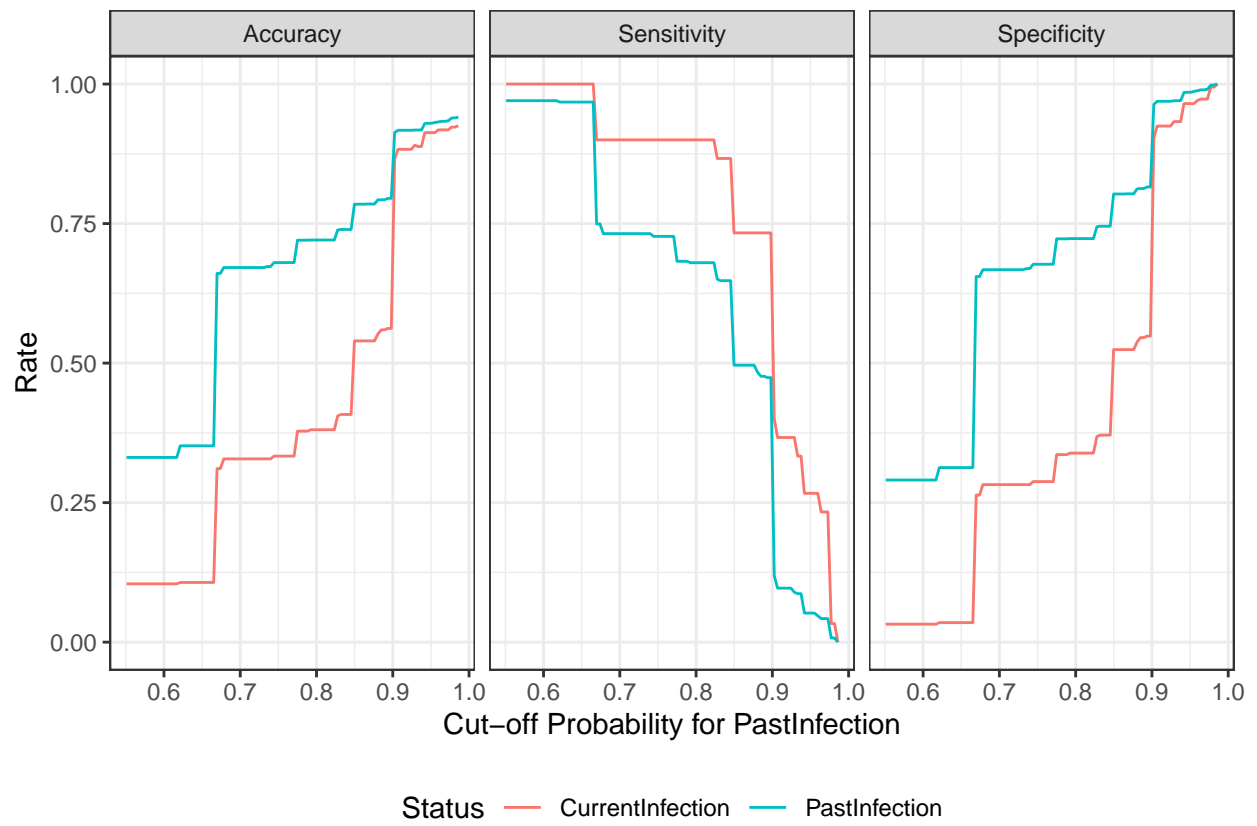 Accuracy Sensitivity Specificity
1.00
0.75
0.50
0.25
0.00
Rate
0.6 0.7 0.8 0.9 1.0 0.6 0.7 0.8 0.9 1.0 0.6 0.7 0.8 0.9 1.0
Cut−off Probability for PastInfection
Status CurrentInfection PastInfection